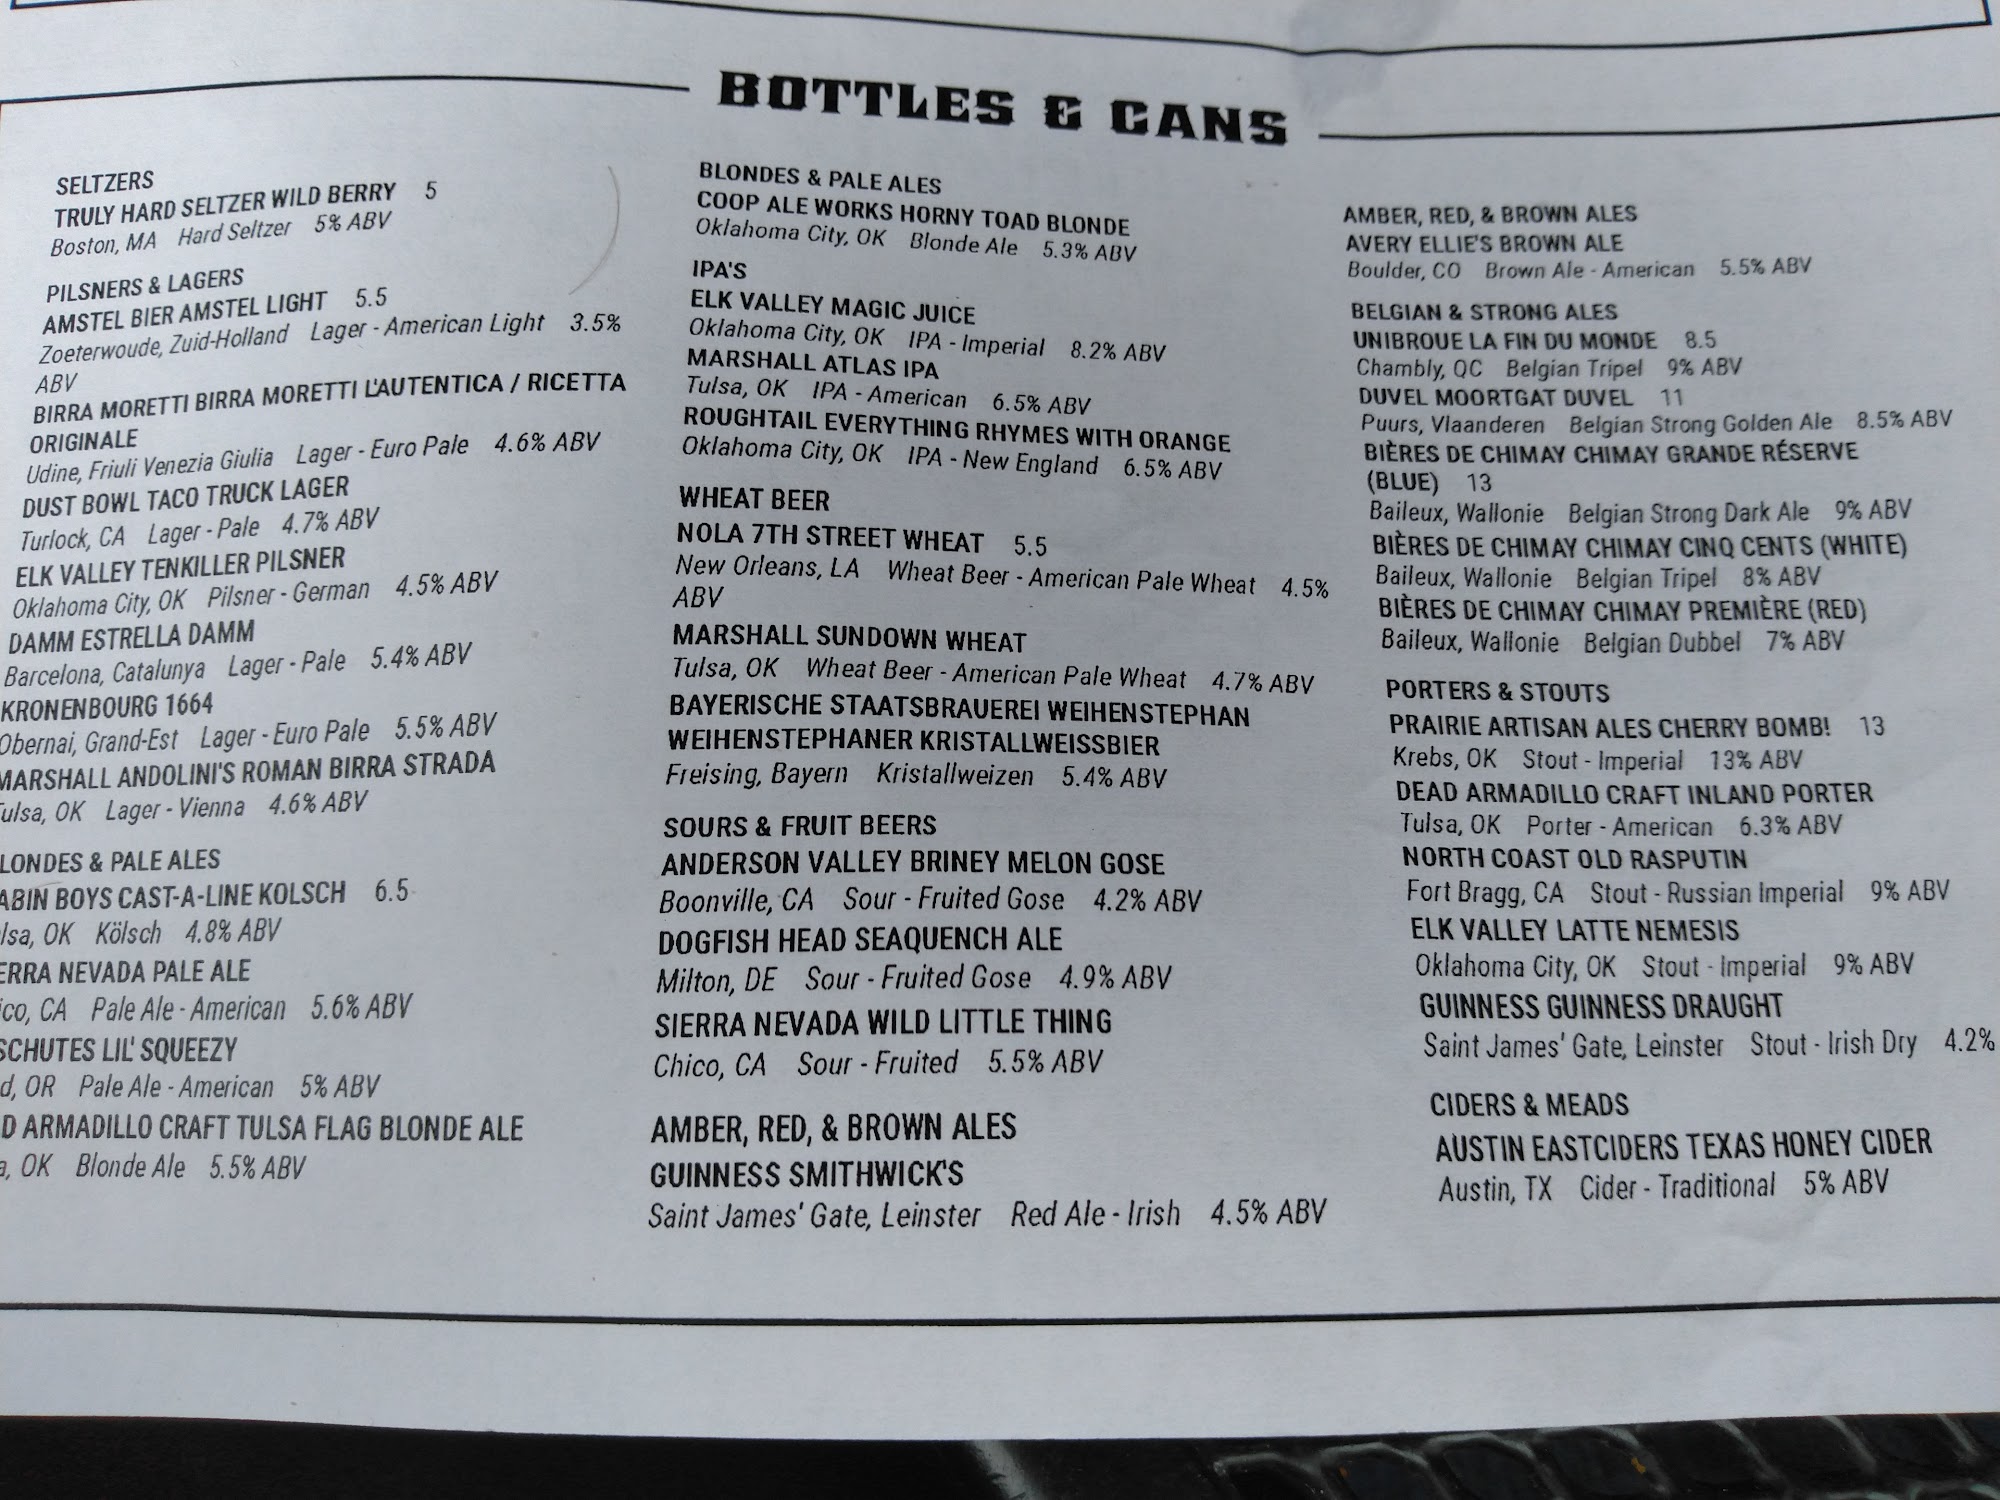 BOTTLES & CANS
SELTZERS
TRULY HARD SELTZER WILD BERRY 5
Boston, MA Hard Seltzer 5% ABV
PILSNERS & LAGERS
AMSTEL BIER AMSTEL LIGHT 5.5
Zoeterwoude, Zuid-Holland Lager - American Light 3.5%
ABV
BIRRA MORETTI BIRRA MORETTI L'AUTENTICA / RICETTA
ORIGINALE
Udine, Friuli Venezia Giulia Lager - Euro Pale 4.6% ABV
DUST BOWL TACO TRUCK LAGER
Turlock, CA Lager - Pale 4.7% ABV
ELK VALLEY TENKILLER PILSNER
Oklahoma City, OK Pilsner - German 4.5% ABV
DAMM ESTRELLA DAMM
Barcelona, Catalunya Lager - Pale 5.4% ABV
KRONENBOURG 1664
Obernai, Grand-Est Lager - Euro Pale 5.5% ABV
MARSHALL ANDOLINI'S ROMAN BIRRA STRADA
ulsa, OK Lager - Vienna 4.6% ABV
LONDES & PALE ALES
ABIN BOYS CAST-A-LINE KOLSCH 6.5
lsa, OK Kölsch 4.8% ABV
ERRA NEVADA PALE ALE
ico, CA Pale Ale - American 5.6% ABV
SCHUTES LIL' SQUEEZY
d, OR Pale Ale - American 5% ABV
D ARMADILLO CRAFT TULSA FLAG BLONDE ALE
a, OK Blonde Ale 5.5% ABV
BLONDES & PALE ALES
COOP ALE WORKS HORNY TOAD BLONDE
Oklahoma City, OK Blonde Ale 5.3% ABV
IPA'S
ELK VALLEY MAGIC JUICE
Oklahoma City, OK IPA - Imperial 8.2% ABV
MARSHALL ATLAS IPA
Tulsa, OK IPA - American 6.5% ABV
ROUGHTAIL EVERYTHING RHYMES WITH ORANGE
Oklahoma City, OK IPA - New England 6.5% ABV
WHEAT BEER
NOLA 7TH STREET WHEAT 5.5
New Orleans, LA Wheat Beer - American Pale Wheat 4.5%
ABV
MARSHALL SUNDOWN WHEAT
Tulsa, OK Wheat Beer - American Pale Wheat 4.7% ABV
BAYERISCHE STAATSBRAUEREI WEIHENSTEPHAN
WEIHENSTEPHANER KRISTALLWEISSBIER
Freising, Bayern Kristallweizen 5.4% ABV
SOURS & FRUIT BEERS
ANDERSON VALLEY BRINEY MELON GOSE
Boonville, CA Sour - Fruited Gose 4.2% ABV
DOGFISH HEAD SEAQUENCH ALE
Milton, DE Sour - Fruited Gose 4.9% ABV
SIERRA NEVADA WILD LITTLE THING
Chico, CA Sour - Fruited 5.5% ABV
AMBER, RED, & BROWN ALES
GUINNESS SMITHWICK'S
Saint James' Gate, Leinster Red Ale - Irish 4.5% ABV
AMBER, RED, & BROWN ALES
AVERY ELLIE'S BROWN ALE
Boulder, CO Brown Ale - American 5.5% ABV
BELGIAN & STRONG ALES
UNIBROUE LA FIN DU MONDE 8.5
Chambly, QC Belgian Tripel 9% ABV
DUVEL MOORTGAT DUVEL 11
Puurs, Vlaanderen Belgian Strong Golden Ale 8.5% ABV
BIÈRES DE CHIMAY CHIMAY GRANDE RÉSERVE
(BLUE) 13
Baileux, Wallonie Belgian Strong Dark Ale 9% ABV
BIÈRES DE CHIMAY CHIMAY CINQ CENTS (WHITE)
Baileux, Wallonie Belgian Tripel 8% ABV
BIÈRES DE CHIMAY CHIMAY PREMIÈRE (RED)
Baileux, Wallonie Belgian Dubbel 7% ABV
PORTERS & STOUTS
PRAIRIE ARTISAN ALES CHERRY BOMB! 13
Krebs, OK Stout - Imperial 13% ABV
DEAD ARMADILLO CRAFT INLAND PORTER
Tulsa, OK Porter - American 6.3% ABV
NORTH COAST OLD RASPUTIN
Fort Bragg, CA Stout - Russian Imperial 9% ABV
ELK VALLEY LATTE NEMESIS
Oklahoma City, OK Stout - Imperial 9% ABV
GUINNESS GUINNESS DRAUGHT
Saint James' Gate, Leinster Stout - Irish Dry 4.2%
CIDERS & MEADS
AUSTIN EASTCIDERS TEXAS HONEY CIDER
Austin, TX Cider - Traditional 5% ABV